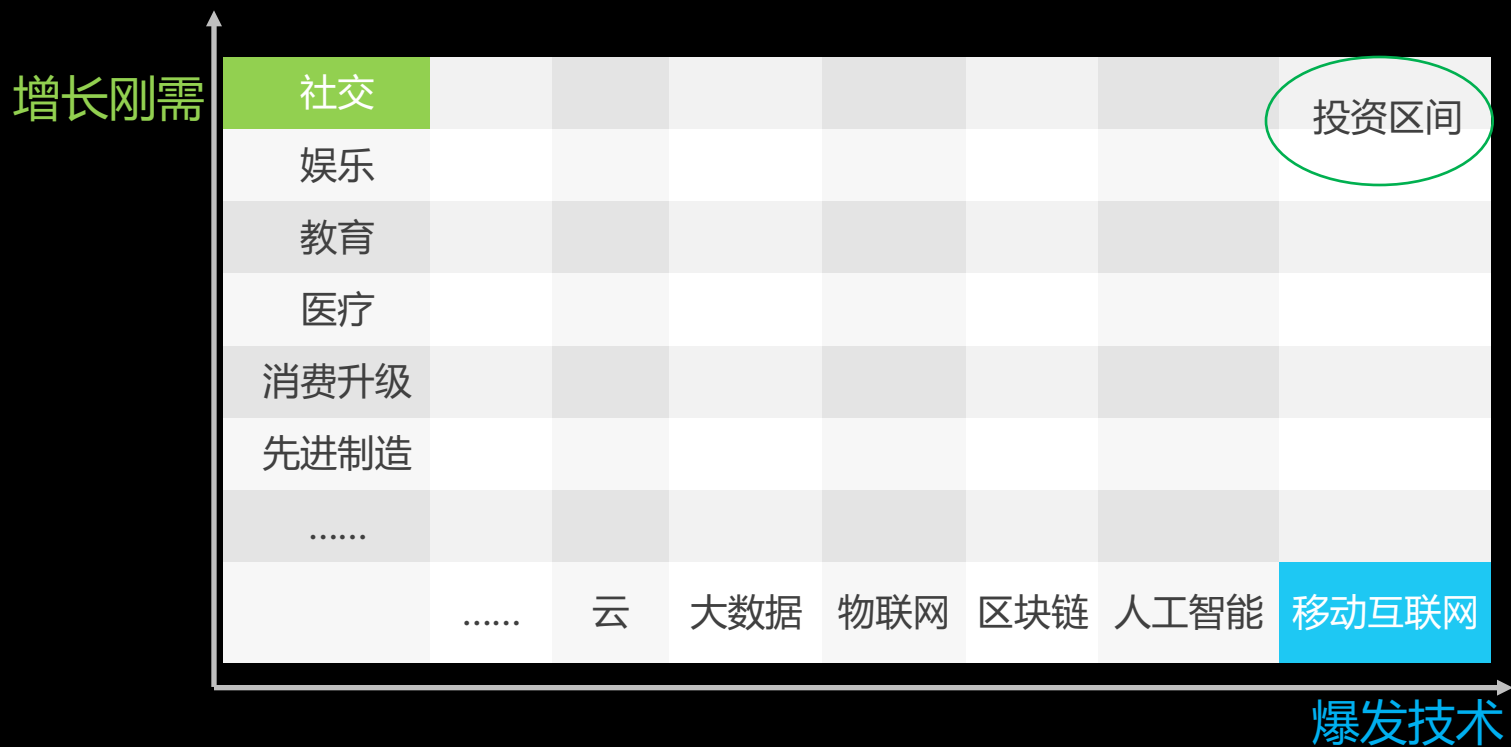 增长刚需
社交
投资区间
娱乐
教育
医疗
消费升级
先进制造
......
...... 云 大数据 物联网 区块链 人工智能 移动互联网
爆发技术